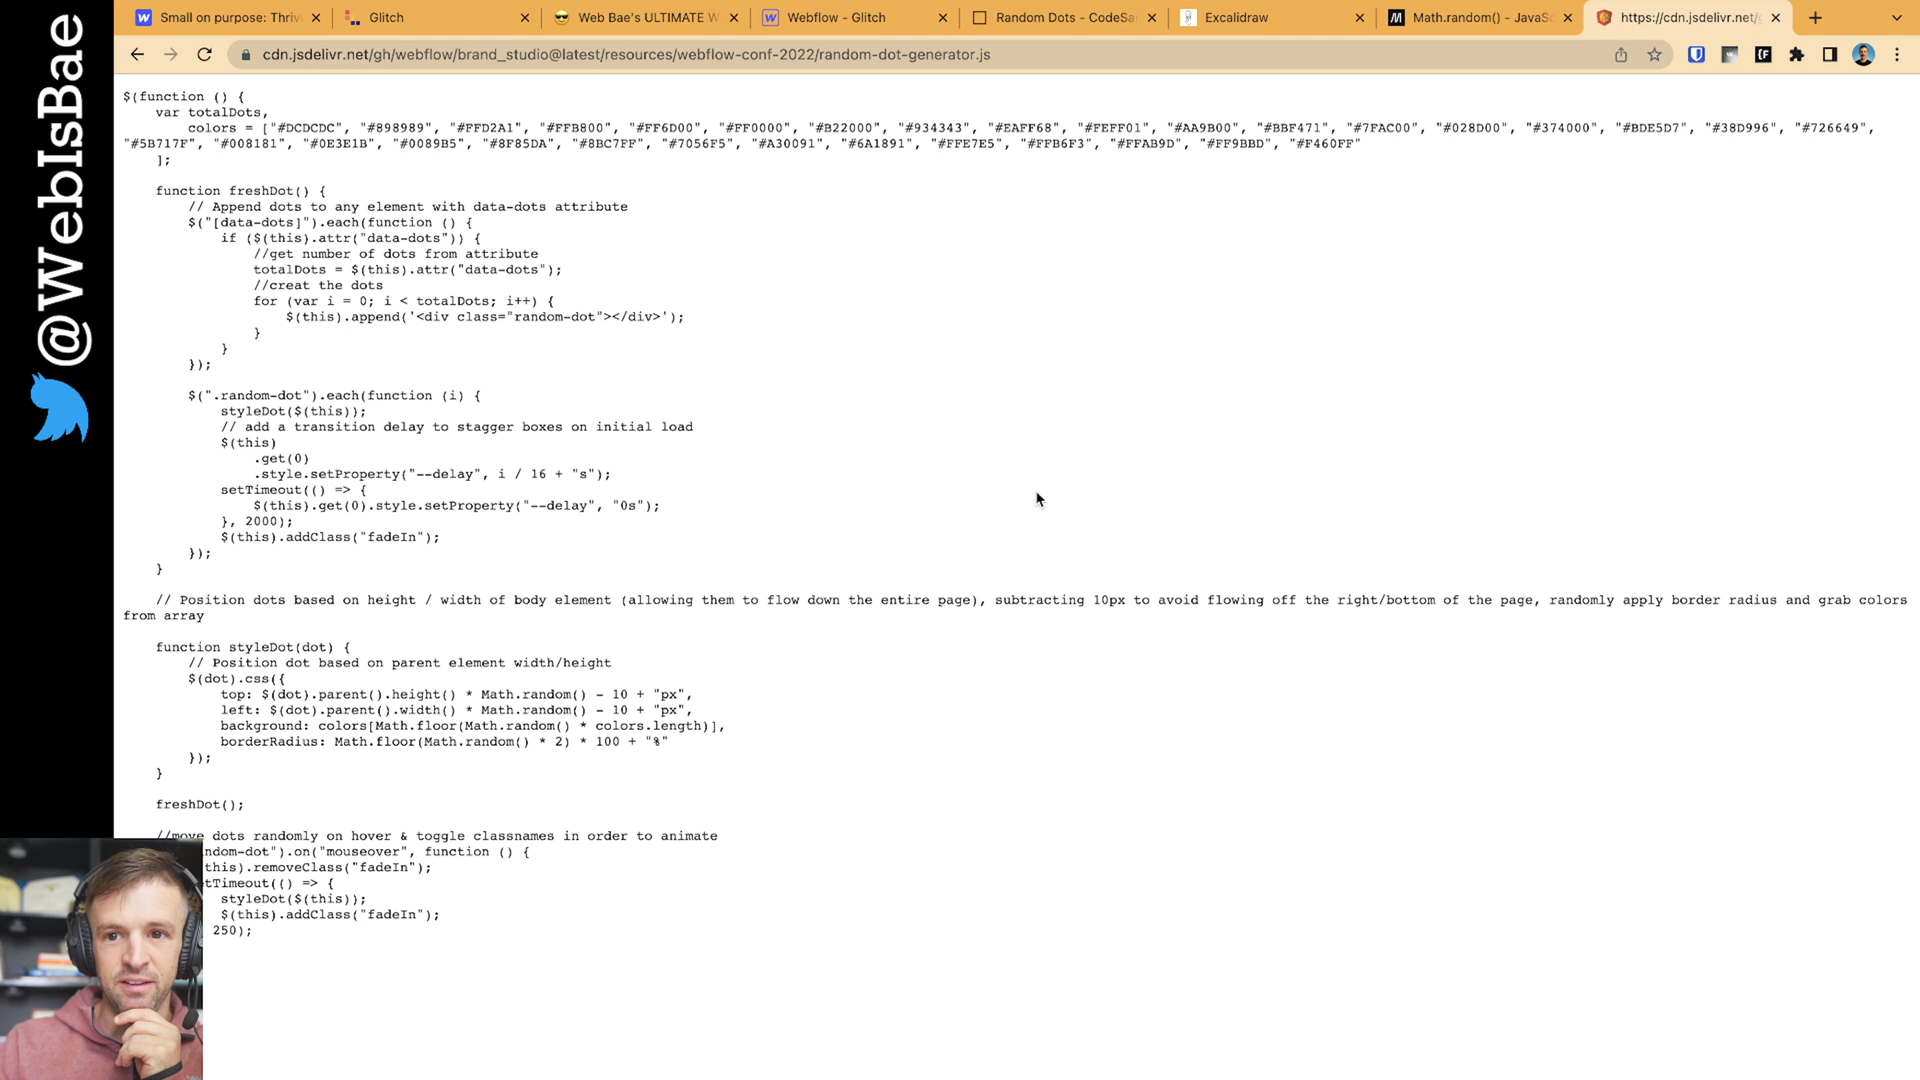 @WebIsBae
Small on purpose: Thrivi
Glitch
Web Bae's ULTIMATE W
Webflow - Glitch
Random Dots - CodeSa
Excalidraw
Math.random() - JavaSc
https://cdn.jsdelivr.net/g
cdn.jsdelivr.net/gh/webflow/brand_studio@latest/resources/webflow-conf-2022/random-dot-generator.js
$(function () {
var totalDots,
colors = ["#DCDCDC", "#898989", "#FFD2A1", "#FFB800", "#FF6D00", "#FF0000", "#B22000", "#934343", "#EAFF68", "#FEFF01", "#AA9B00", "#BBF471", "#7FAC00", "#028D00", "#374000", "#BDE5D7", "#38D996", "#726649",
"#5B717F", "#008181", "#0E3E1B", "#0089B5", "#8F85DA", "#8BC7FF", "#7056F5", "#A30091", "#6A1891", "#FFE7E5", "#FFB6F3", "#FFAB9D", "#FF9BBD", "#F460FF"
];
function freshDot() {
// Append dots to any element with data-dots attribute
$("[data-dots]").each(function () {
if ($(this).attr("data-dots")) {
//get number of dots from attribute
totalDots = $(this).attr("data-dots");
//creat the dots
for (var i = 0; i < totalDots; i++) {
$(this).append('<div class="random-dot"></div>');
}
}
});
$(".random-dot").each(function (i) {
styleDot($(this));
// add a transition delay to stagger boxes on initial load
$(this)
.get(0)
.style.setProperty("--delay", i / 16 + "s");
setTimeout(() => {
$(this).get(0).style.setProperty("--delay", "0s");
}, 2000);
$(this).addClass("fadeIn");
});
}
// Position dots based on height / width of body element (allowing them to flow down the entire page), subtracting 10px to avoid flowing off the right/bottom of the page, randomly apply border radius and grab colors
from array
function styleDot(dot) {
// Position dot based on parent element width/height
$(dot).css({
top: $(dot).parent().height() * Math.random() - 10 + "px",
left: $(dot).parent().width() * Math.random() - 10 + "px",
background: colors[Math.floor(Math.random() * colors.length)],
borderRadius: Math.floor(Math.random() * 2) * 100 + "%"
});
}
freshDot();
//move dots randomly on hover & toggle classnames in order to animate
ndom-dot").on("mouseover", function () {
this).removeClass("fadeIn");
tTimeout(() => {
styleDot($(this));
$(this).addClass("fadeIn");
250);